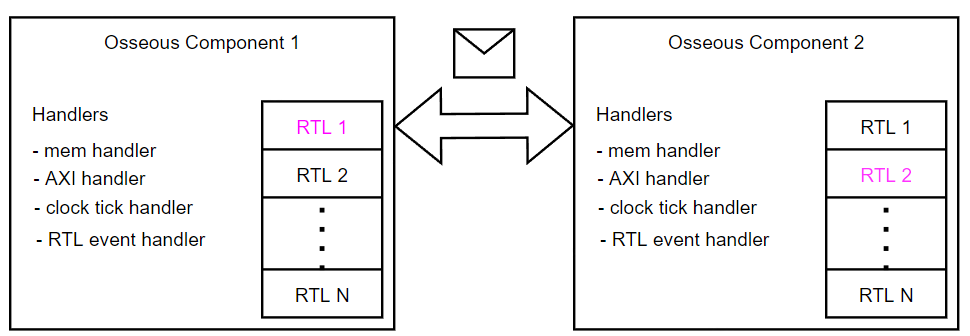 Osseous Component 1
Handlers
- mem handler
- AXI handler
- clock tick handler
- RTL event handler
RTL 1
RTL 2
RTL N
Osseous Component 2
Handlers
- mem handler
- AXI handler
- clock tick handler
- RTL event handler
RTL 1
RTL 2
RTL N